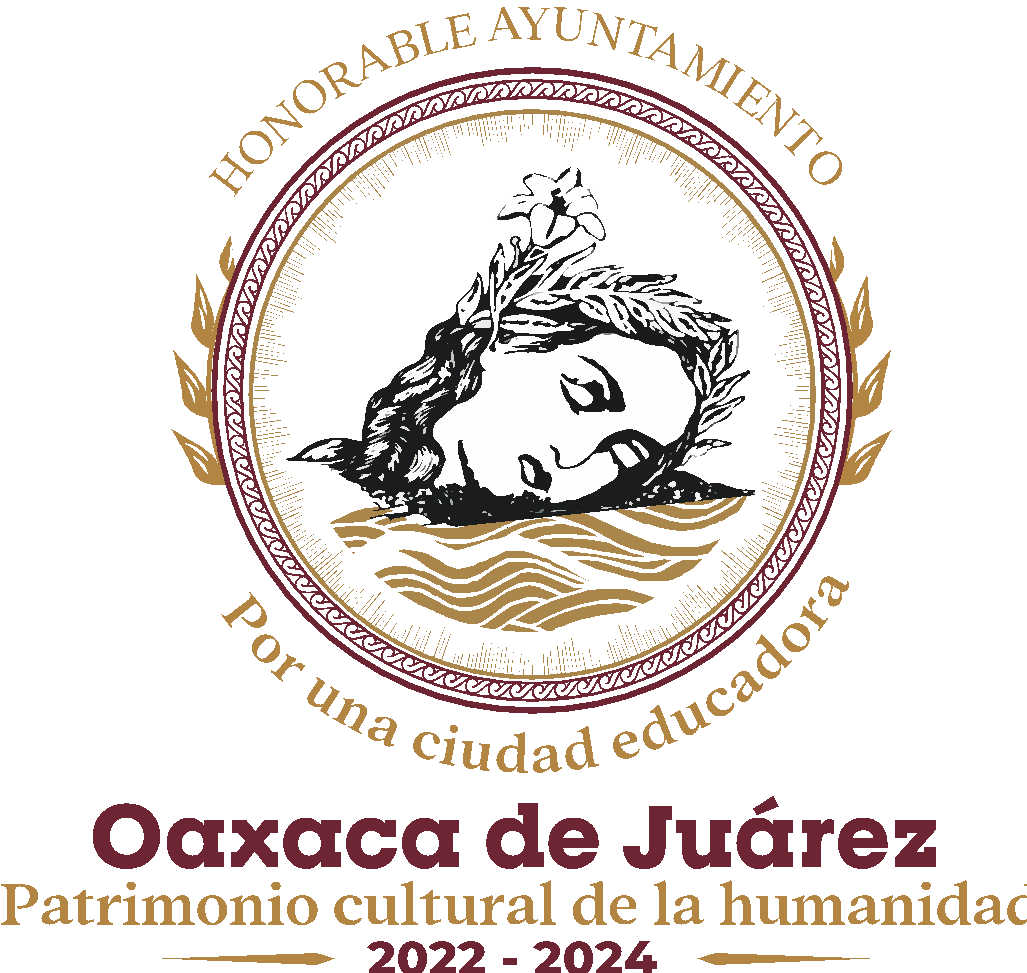 HONORABLE AYUNTAMIENTO
Por una ciudad educadora
Oaxaca de Juárez
Patrimonio cultural de la humanidad
2022 - 2024